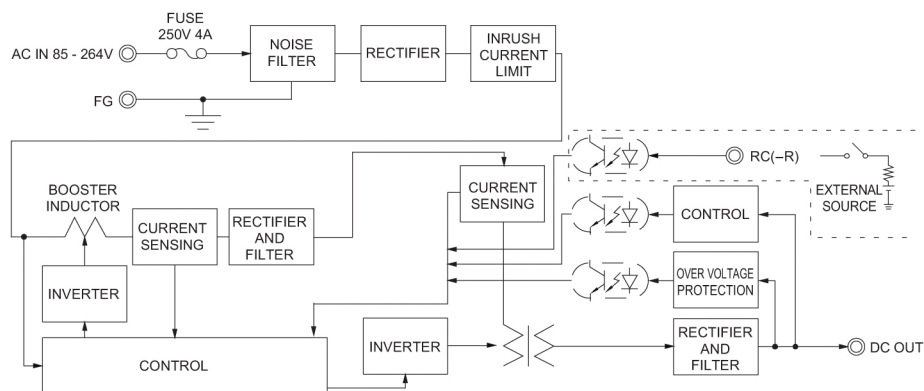 FUSE
250V 4A
AC IN 85 - 264V
NOISE
FILTER
RECTIFIER
INRUSH
CURRENT
LIMIT
FG
RC(–R)
EXTERNAL
SOURCE
BOOSTER
INDUCTOR
CURRENT
SENSING
RECTIFIER
AND
FILTER
CURRENT
SENSING
CONTROL
INVERTER
OVER VOLTAGE
PROTECTION
CONTROL
INVERTER
RECTIFIER
AND
FILTER
DC OUT